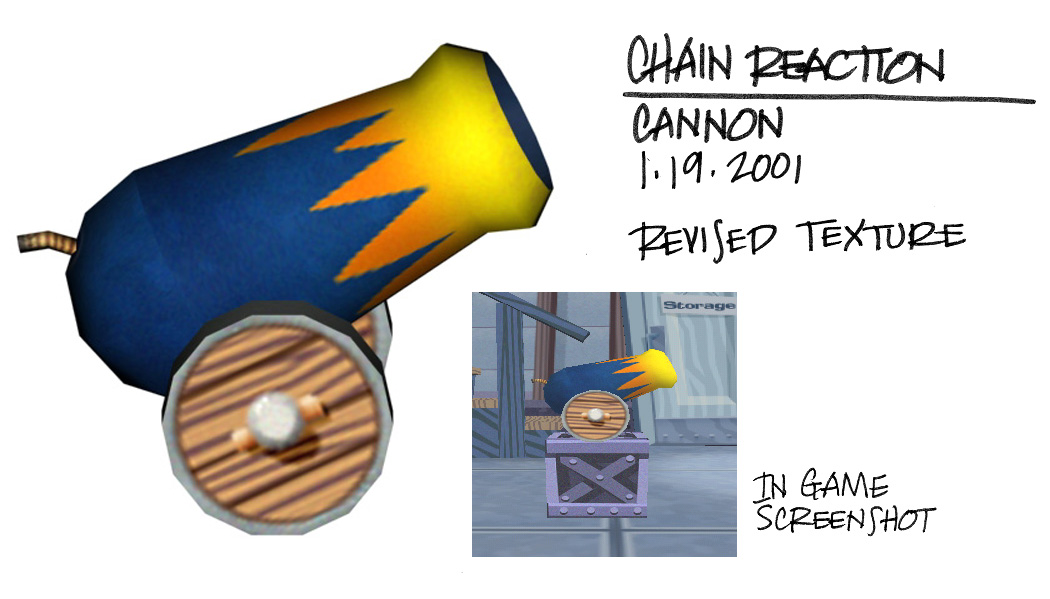 CHAIN REACTION
CANNON
1.19.2001
REVISED TEXTURE
Storage
IN GAME
SCREENSHOT